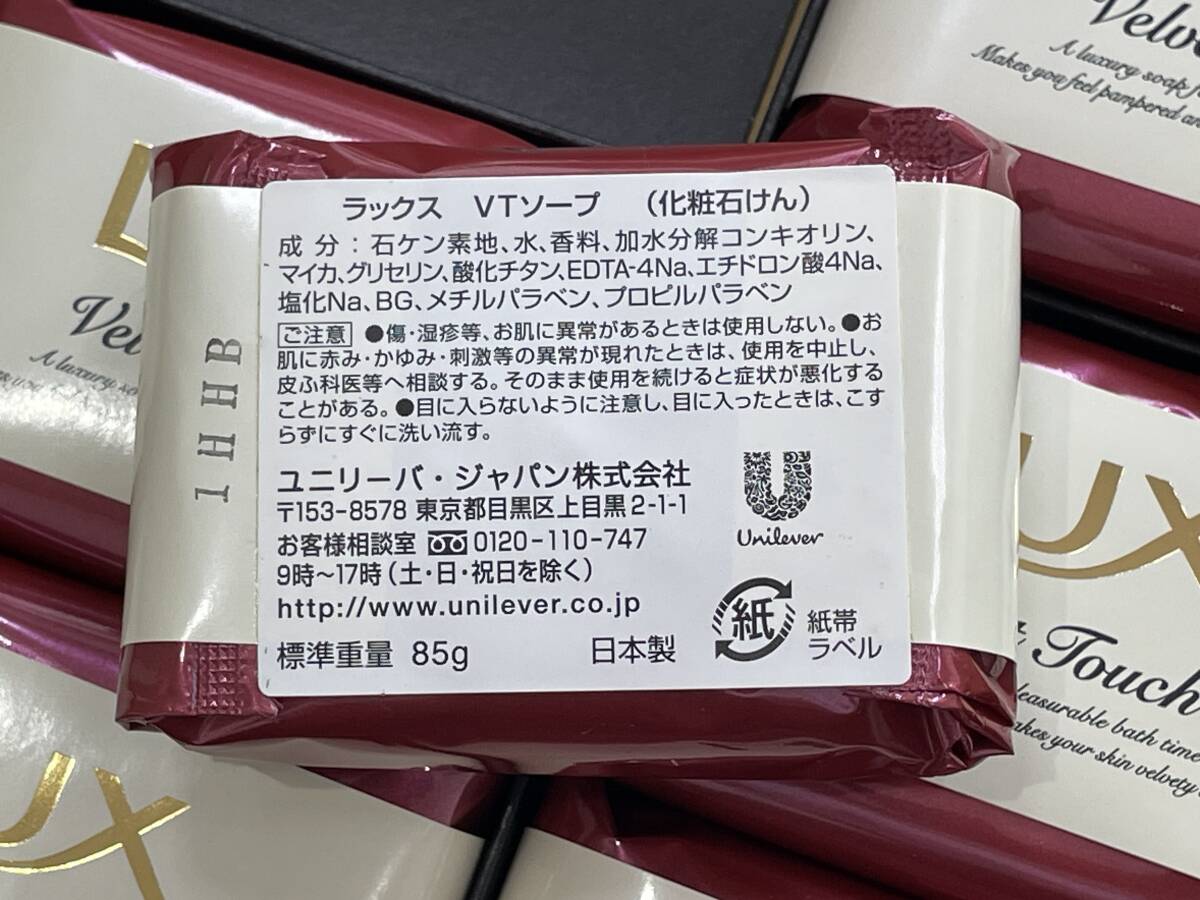 Velv
A luxury soap f
Makes you feel pampered an
L
Vel
A luxury soa
ラックス VTソープ (化粧石けん)
成分：石ケン素地、水、香料、加水分解コンキオリン、
マイカ、グリセリン、酸化チタン、EDTA-4Na、エチドロン酸4Na、
塩化Na、BG、メチルパラベン、プロピルパラベン
ご注意 ●傷・湿疹等、お肌に異常があるときは使用しない。●お
肌に赤み・かゆみ・刺激等の異常が現れたときは、使用を中止し、
皮ふ科医等へ相談する。そのまま使用を続けると症状が悪化する
ことがある。●目に入らないように注意し、目に入ったときは、こす
らずにすぐに洗い流す。
ユニリーバ・ジャパン株式会社
〒153-8578 東京都目黒区上目黒2-1-1
お客様相談室 0120-110-747
9時～17時(土・日・祝日を除く)
http://www.unilever.co.jp
標準重量 85g 日本製
Unilever
紙
紙帯
ラベル
1HHB
UX
Touch
leasurable bath time
akes your skin velvety
UX